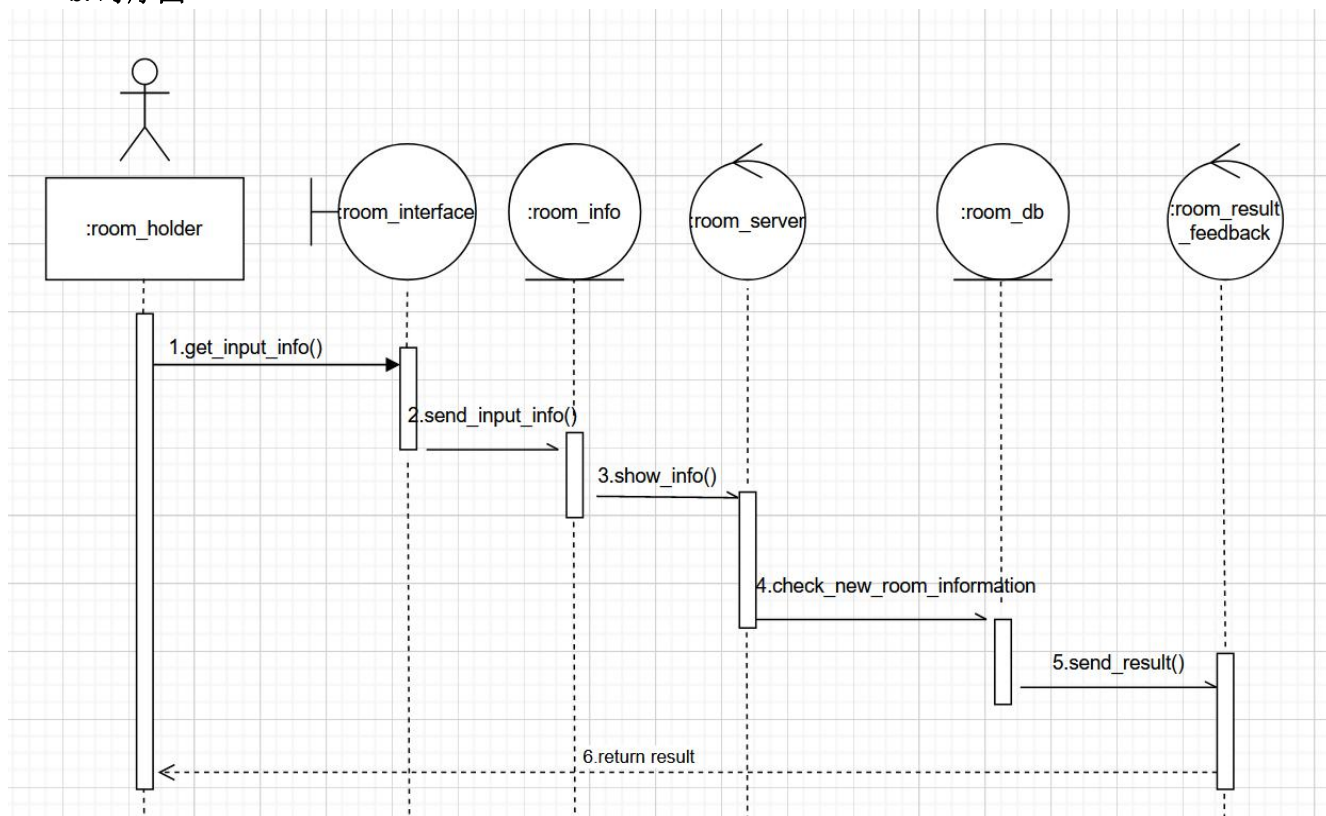 :room_holder
:room_interface
:room_info
:room_server
:room_db
:room_result
_feedback
1.get_input_info()
2.send_input_info()
3.show_info()
4.check_new_room_information
5.send_result()
6.return result